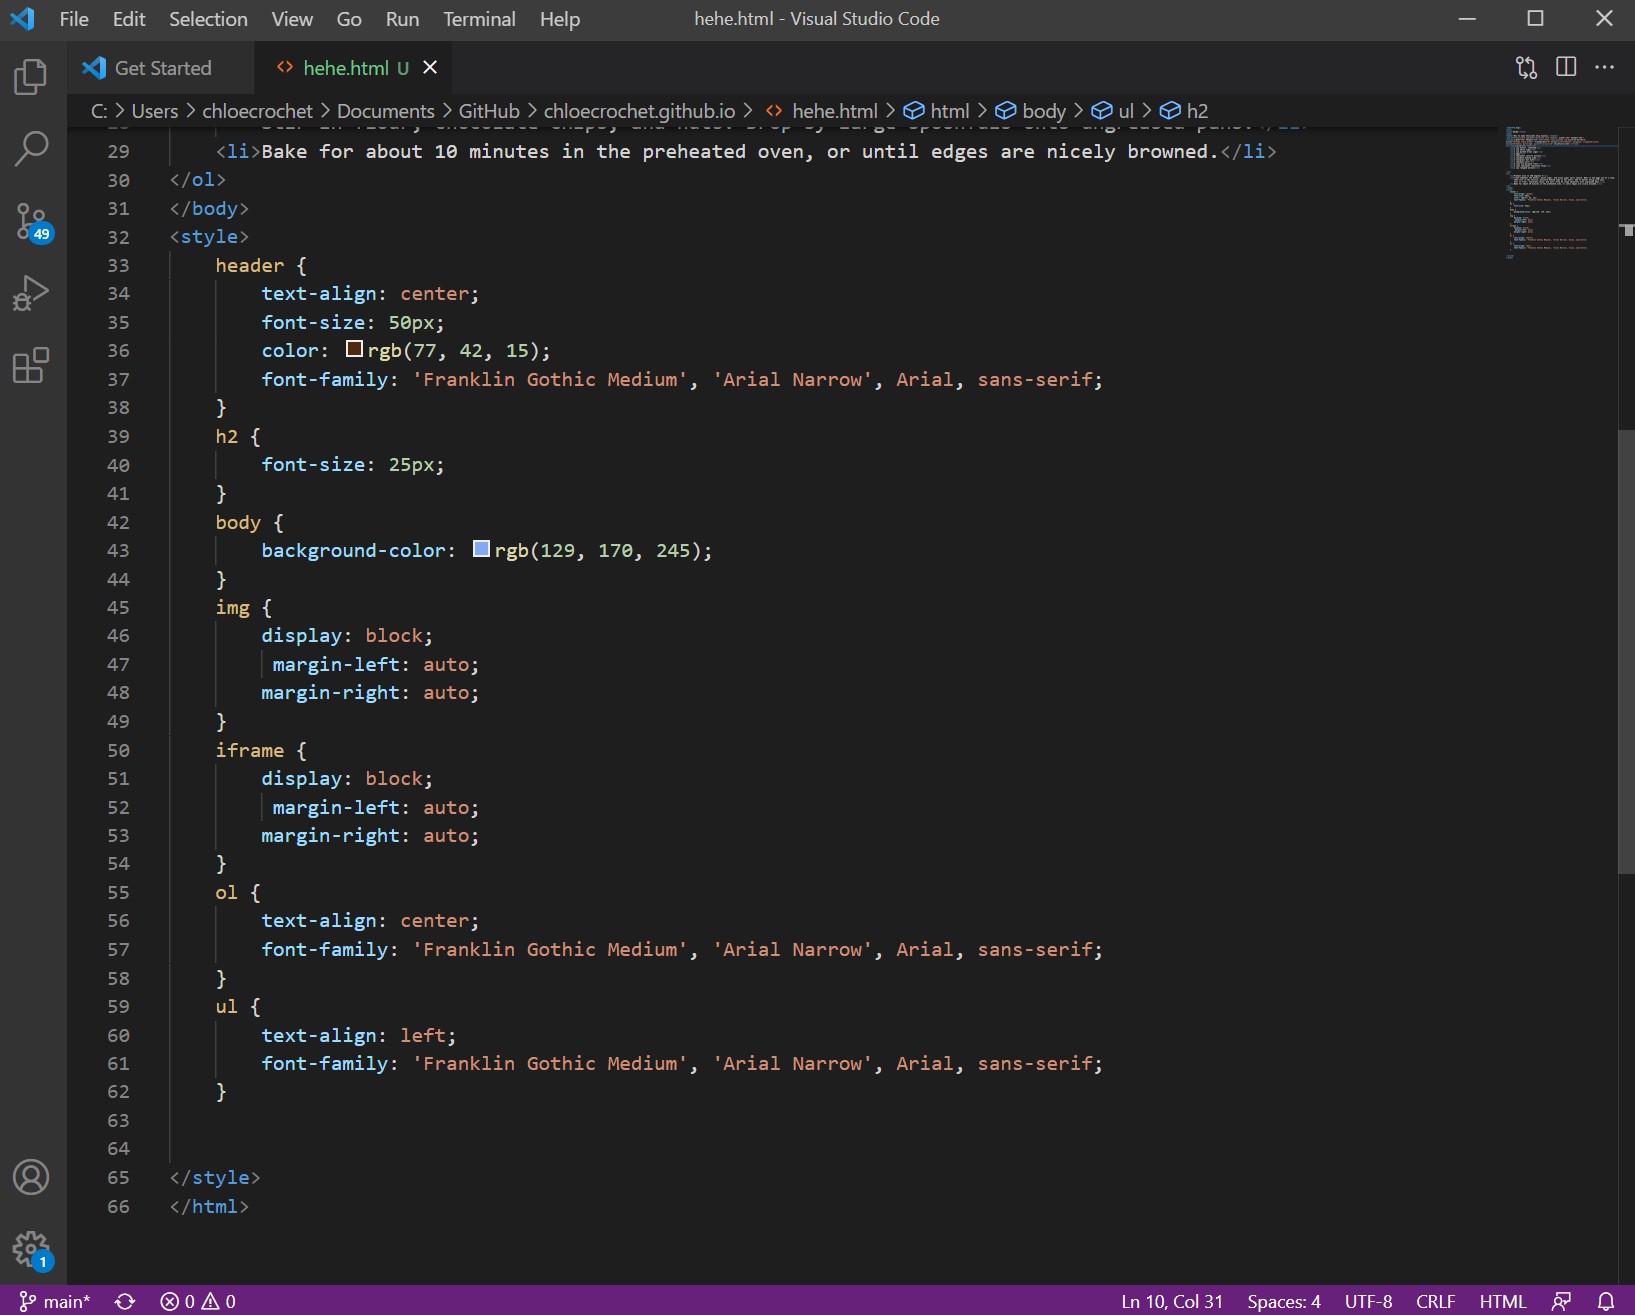 File Edit Selection View Go Run Terminal Help hehe.html - Visual Studio Code
Get Started hehe.html U
C: > Users > chloecrochet > Documents > GitHub > chloecrochet.github.io > <> hehe.html > html > body > ul > h2
29 <li>Bake for about 10 minutes in the preheated oven, or until edges are nicely browned.</li>
30 </ol>
31 </body>
32 <style>
33 header {
34 text-align: center;
35 font-size: 50px;
36 color: rgb(77, 42, 15);
37 font-family: 'Franklin Gothic Medium', 'Arial Narrow', Arial, sans-serif;
38 }
39 h2 {
40 font-size: 25px;
41 }
42 body {
43 background-color: rgb(129, 170, 245);
44 }
45 img {
46 display: block;
47 margin-left: auto;
48 margin-right: auto;
49 }
50 iframe {
51 display: block;
52 margin-left: auto;
53 margin-right: auto;
54 }
55 ol {
56 text-align: center;
57 font-family: 'Franklin Gothic Medium', 'Arial Narrow', Arial, sans-serif;
58 }
59 ul {
60 text-align: left;
61 font-family: 'Franklin Gothic Medium', 'Arial Narrow', Arial, sans-serif;
62 }
63
64
65 </style>
66 </html>
49
1
main* 0 0 Ln 10, Col 31 Spaces: 4 UTF-8 CRLF HTML